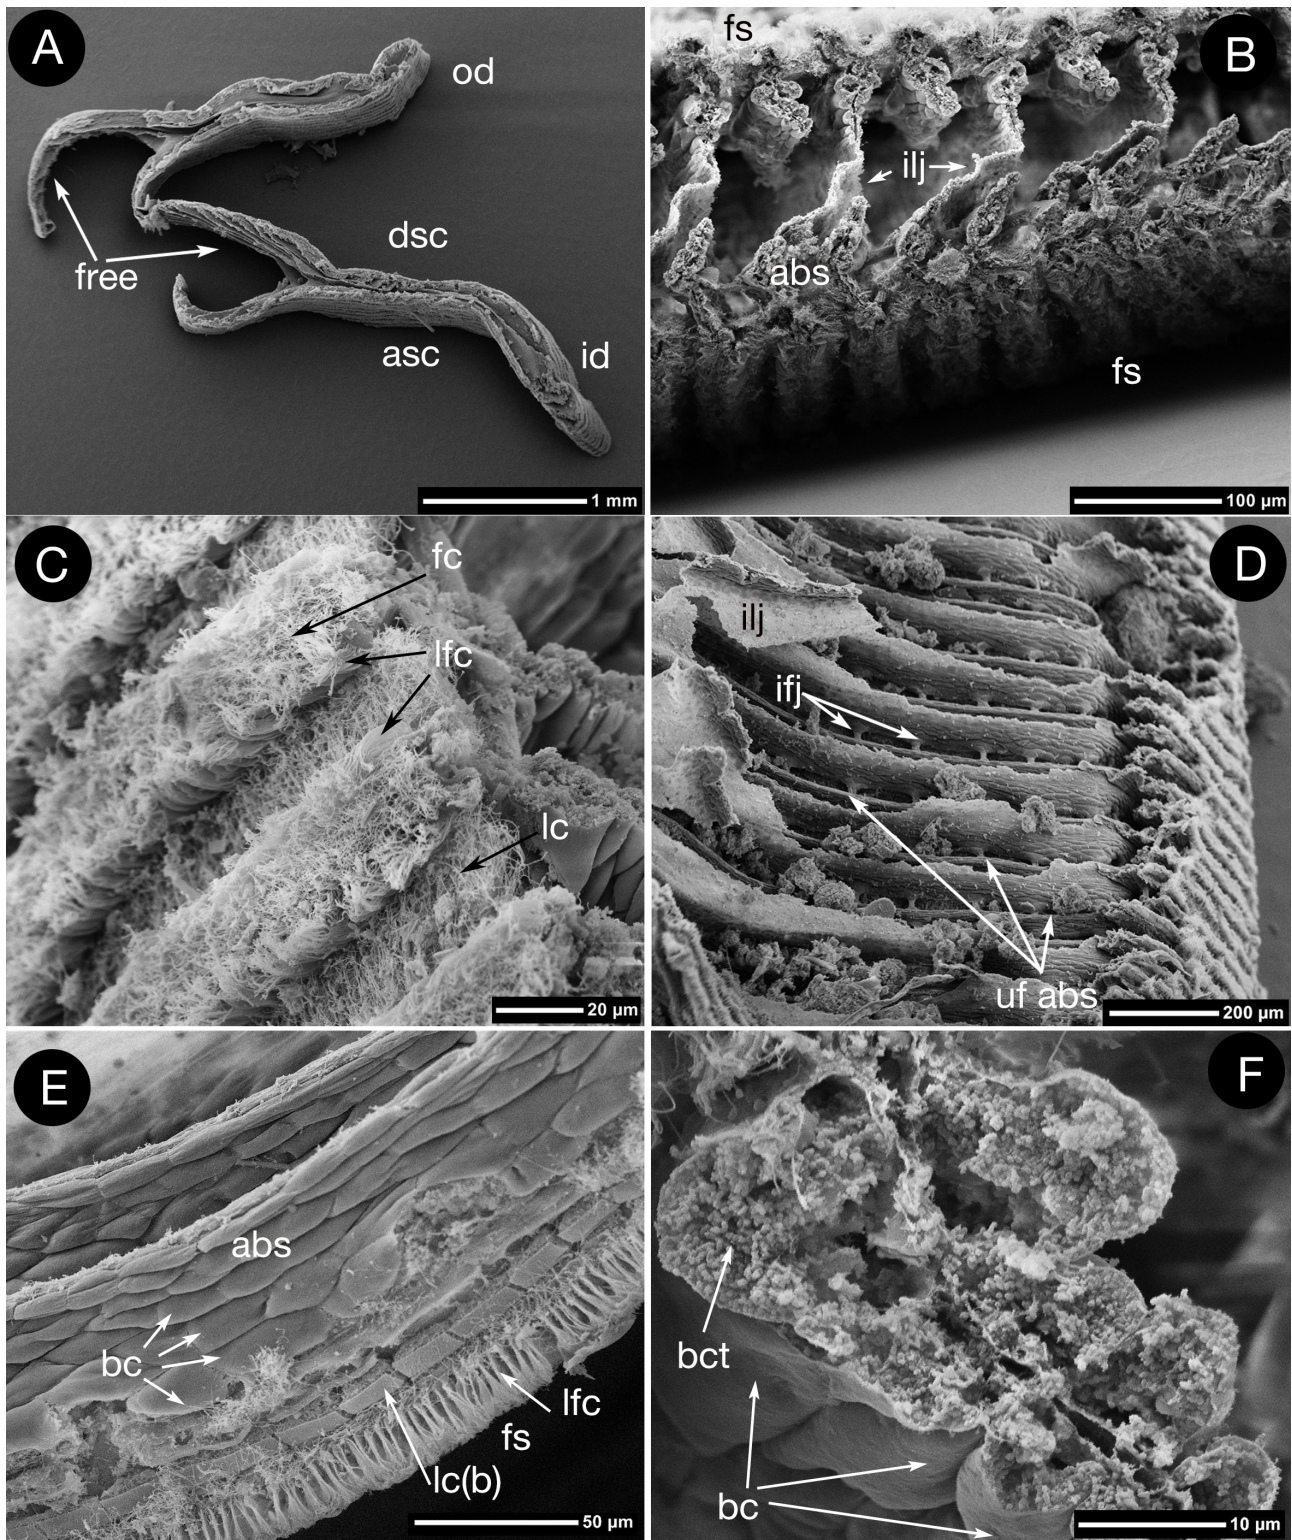 A
od
free
dsc
asc
id
1 mm
B
fs
ilj
abs
fs
100 µm
C
fc
lfc
lc
20 µm
D
ilj
ifj
uf abs
200 µm
E
abs
bc
lfc
fs
lc(b)
50 µm
F
bct
bc
10 µm